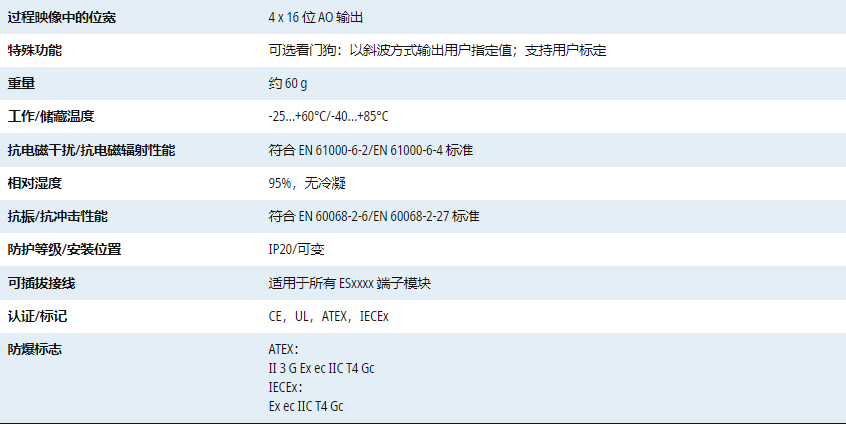 过程映像中的位宽 4 x 16 位 AO 输出
特殊功能 可选看门狗：以斜波方式输出用户指定值；支持用户标定
重量 约 60 g
工作/储藏温度 -25…+60°C/-40…+85°C
抗电磁干扰/抗电磁辐射性能 符合 EN 61000-6-2/EN 61000-6-4 标准
相对湿度 95%，无冷凝
抗振/抗冲击性能 符合 EN 60068-2-6/EN 60068-2-27 标准
防护等级/安装位置 IP20/可变
可插拔接线 适用于所有 ESxxxx 端子模块
认证/标记 CE，UL，ATEX，IECEx
防爆标志 ATEX：
II 3 G Ex ec IIC T4 Gc
IECEx：
Ex ec IIC T4 Gc